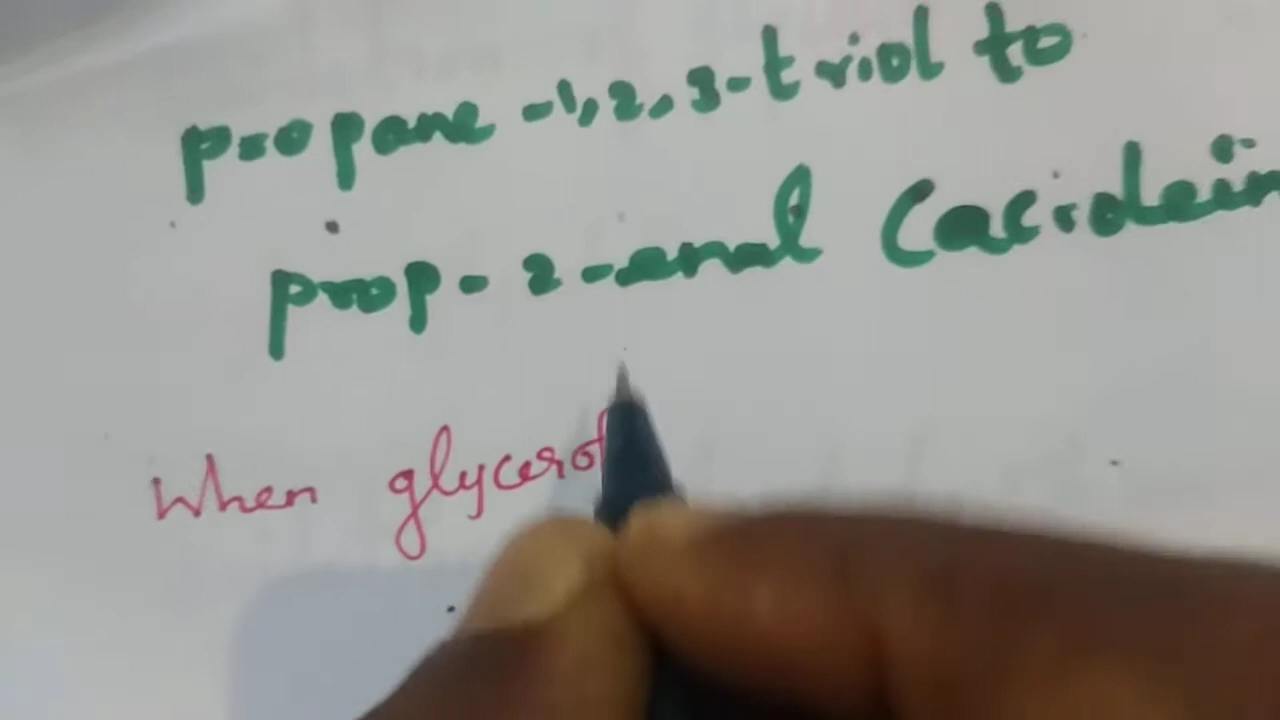 propane-1,2,3-triol to
prop-2-enal (acrolein
When glycerol